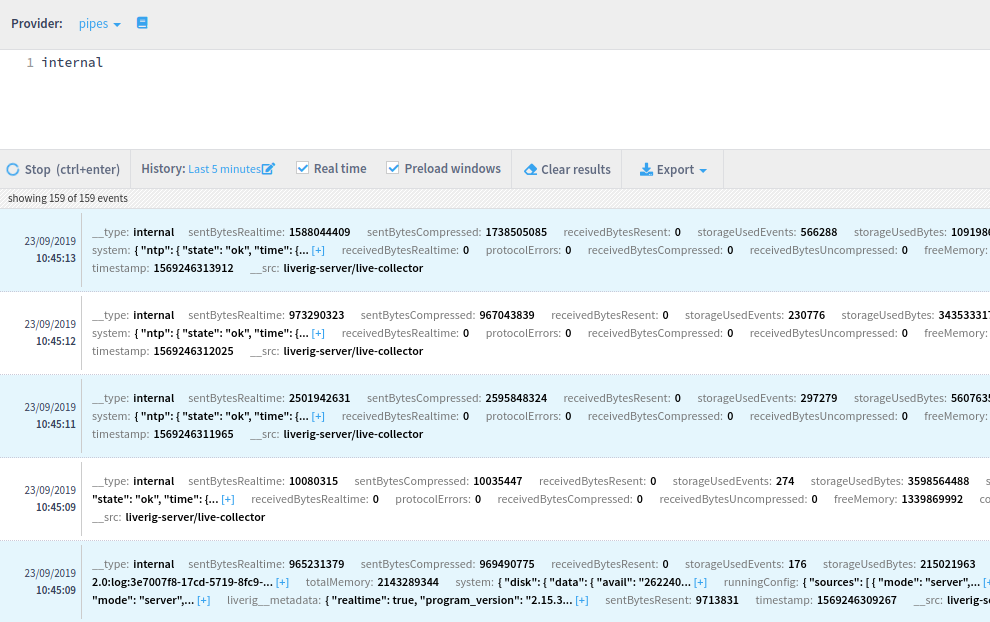 Provider: pipes
1 internal
Stop (ctrl+enter) History: Last 5 minutes Real time Preload windows Clear results Export
showing 159 of 159 events
23/09/2019
10:45:13
__type: internal sentBytesRealtime: 1588044409 sentBytesCompressed: 1738505085 receivedBytesResent: 0 storageUsedEvents: 566288 storageUsedBytes: 1091980
system: { "ntp": { "state": "ok", "time": {... [+] receivedBytesRealtime: 0 protocolErrors: 0 receivedBytesCompressed: 0 receivedBytesUncompressed: 0 freeMemory:
timestamp: 1569246313912 __src: liverig-server/live-collector
23/09/2019
10:45:12
__type: internal sentBytesRealtime: 973290323 sentBytesCompressed: 967043839 receivedBytesResent: 0 storageUsedEvents: 230776 storageUsedBytes: 343533317
system: { "ntp": { "state": "ok", "time": {... [+] receivedBytesRealtime: 0 protocolErrors: 0 receivedBytesCompressed: 0 receivedBytesUncompressed: 0 freeMemory:
timestamp: 1569246312025 __src: liverig-server/live-collector
23/09/2019
10:45:11
__type: internal sentBytesRealtime: 2501942631 sentBytesCompressed: 2595848324 receivedBytesResent: 0 storageUsedEvents: 297279 storageUsedBytes: 5607635
system: { "ntp": { "state": "ok", "time": {... [+] receivedBytesRealtime: 0 protocolErrors: 0 receivedBytesCompressed: 0 receivedBytesUncompressed: 0 freeMemory:
timestamp: 1569246311965 __src: liverig-server/live-collector
23/09/2019
10:45:09
__type: internal sentBytesRealtime: 10080315 sentBytesCompressed: 10035447 receivedBytesResent: 0 storageUsedEvents: 274 storageUsedBytes: 3598564488 s
"state": "ok", "time": {... [+] receivedBytesRealtime: 0 protocolErrors: 0 receivedBytesCompressed: 0 receivedBytesUncompressed: 0 freeMemory: 1339869992 co
__src: liverig-server/live-collector
23/09/2019
10:45:09
__type: internal sentBytesRealtime: 965231379 sentBytesCompressed: 969490775 receivedBytesResent: 0 storageUsedEvents: 176 storageUsedBytes: 215021963
2.0:log:3e7007f8-17cd-5719-8fc9-... [+] totalMemory: 2143289344 system: { "disk": { "data": { "avail": "262240... [+] runningConfig: { "sources": [ { "mode": "server",... [
"mode": "server",... [+] liverig__metadata: { "realtime": true, "program_version": "2.15.3... [+] sentBytesResent: 9713831 timestamp: 1569246309267 __src: liverig-s